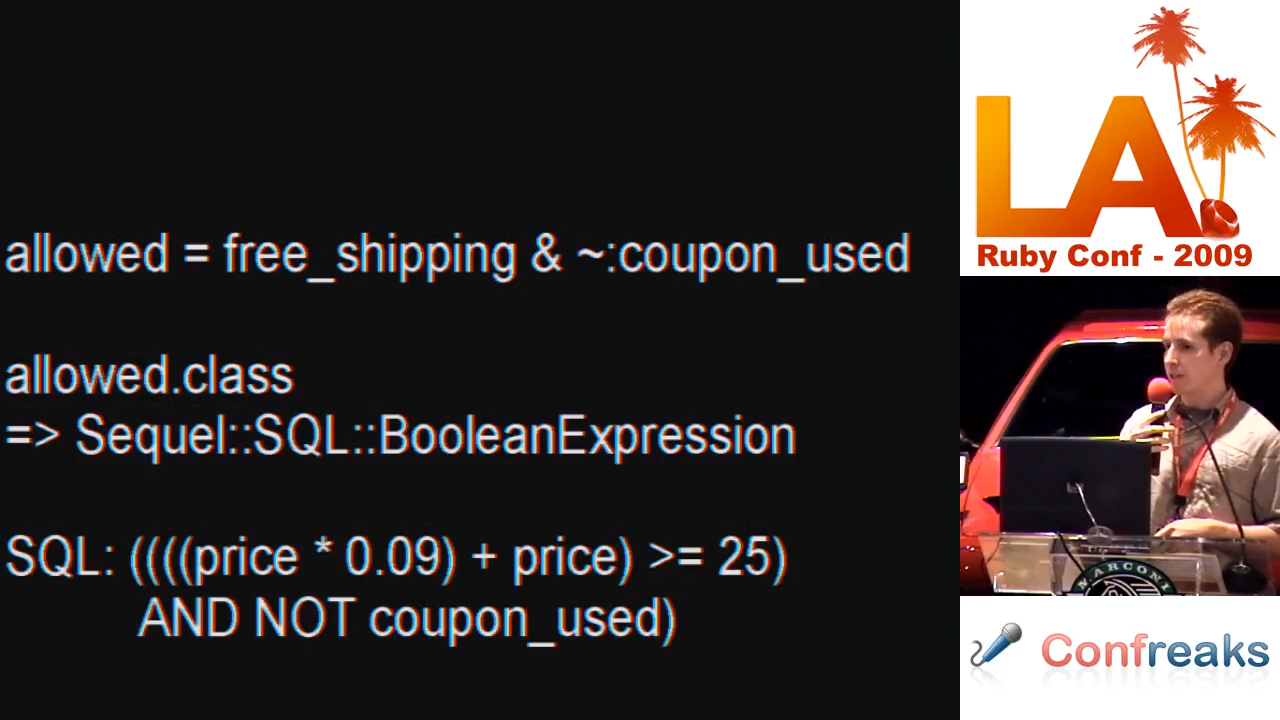 allowed = free_shipping & ~:coupon_used
allowed.class
=> Sequel::SQL::BooleanExpression
SQL: ((((price * 0.09) + price) >= 25)
AND NOT coupon_used)
LA
Ruby Conf - 2009
MARCONI
Confreaks